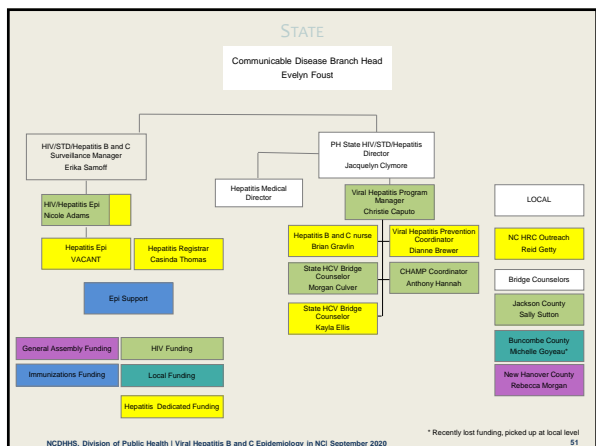 STATE
Communicable Disease Branch Head
Evelyn Foust
HIV/STD/Hepatitis B and C
Surveillance Manager
Erika Samoff
PH State HIV/STD/Hepatitis
Director
Jacquelyn Clymore
Hepatitis Medical
Director
Viral Hepatitis Program
Manager
Christie Caputo
HIV/Hepatitis Epi
Nicole Adams
Hepatitis Epi
VACANT
Hepatitis Registrar
Casinda Thomas
Epi Support
Hepatitis B and C nurse
Brian Gravlin
Viral Hepatitis Prevention
Coordinator
Dianne Brewer
State HCV Bridge
Counselor
Morgan Culver
CHAMP Coordinator
Anthony Hannah
State HCV Bridge
Counselor
Kayla Ellis
LOCAL
NC HRC Outreach
Reid Getty
Bridge Counselors
Jackson County
Sally Sutton
Buncombe County
Michelle Goyeau*
New Hanover County
Rebecca Morgan
General Assembly Funding
HIV Funding
Immunizations Funding
Local Funding
Hepatitis Dedicated Funding
* Recently lost funding, picked up at local level
NCDHHS, Division of Public Health | Viral Hepatitis B and C Epidemiology in NC| September 2020
51